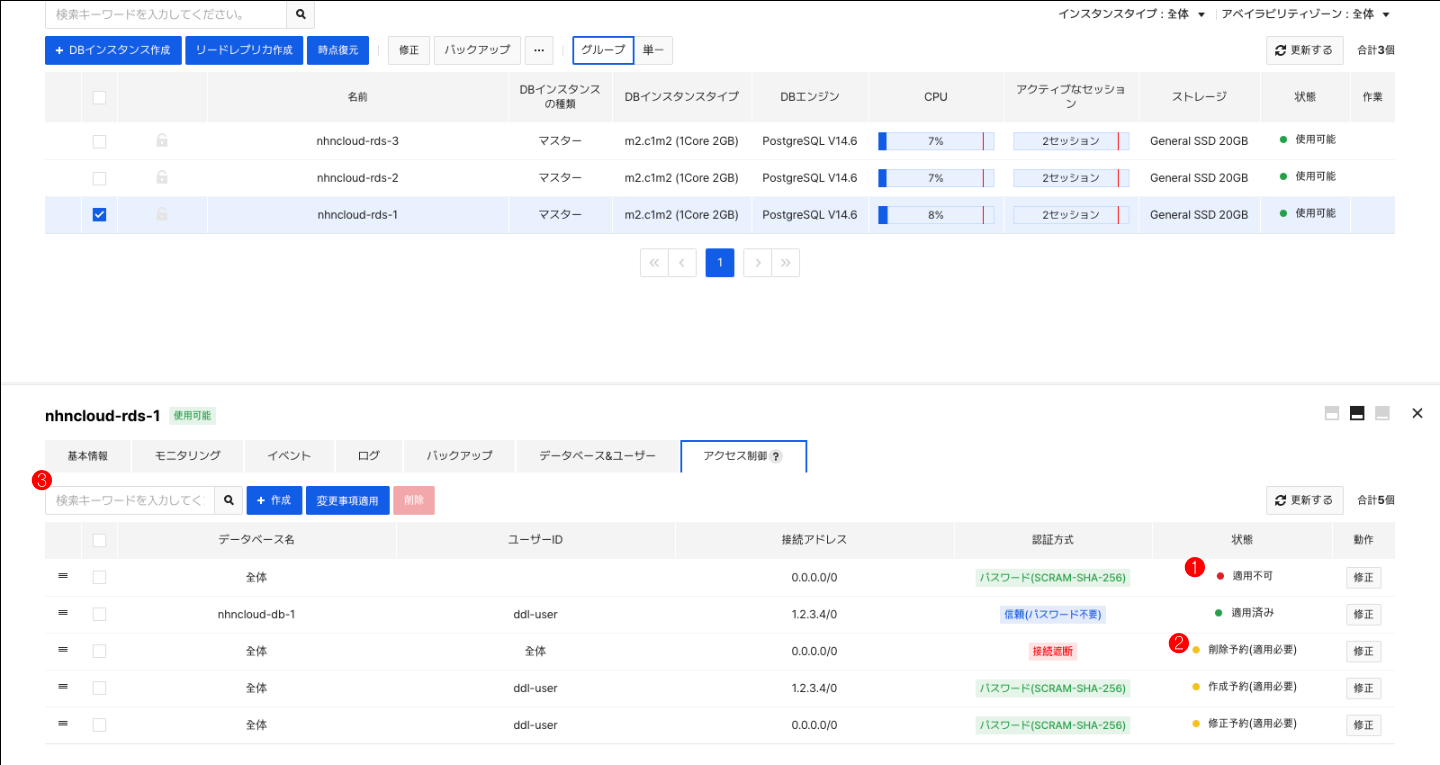 検索キーワードを入力してください。
インスタンスタイプ : 全体 ▼ アベイラビリティゾーン : 全体 ▼
+ DBインスタンス作成 リードレプリカ作成 時点復元 修正 バックアップ ... グループ 単一 更新する 合計3個
名前 DBインスタンスの種類 DBインスタンスタイプ DBエンジン CPU アクティブなセッション ストレージ 状態 作業
nhncloud-rds-3 マスター m2.c1m2 (1Core 2GB) PostgreSQL V14.6 7% 2セッション General SSD 20GB 使用可能
nhncloud-rds-2 マスター m2.c1m2 (1Core 2GB) PostgreSQL V14.6 7% 2セッション General SSD 20GB 使用可能
nhncloud-rds-1 マスター m2.c1m2 (1Core 2GB) PostgreSQL V14.6 8% 2セッション General SSD 20GB 使用可能
« ‹ 1 › »
nhncloud-rds-1 使用可能
基本情報 モニタリング イベント ログ バックアップ データベース&ユーザー アクセス制御 ?
3
検索キーワードを入力してく + 作成 変更事項適用 削除 更新する 合計5個
データベース名 ユーザーID 接続アドレス 認証方式 状態 動作
全体 0.0.0.0/0 パスワード(SCRAM-SHA-256) 1 適用不可 修正
nhncloud-db-1 ddl-user 1.2.3.4/0 信頼(パスワード不要) 適用済み 修正
全体 全体 0.0.0.0/0 接続遮断 2 削除予約(適用必要) 修正
全体 ddl-user 1.2.3.4/0 パスワード(SCRAM-SHA-256) 作成予約(適用必要) 修正
全体 ddl-user 0.0.0.0/0 パスワード(SCRAM-SHA-256) 修正予約(適用必要) 修正